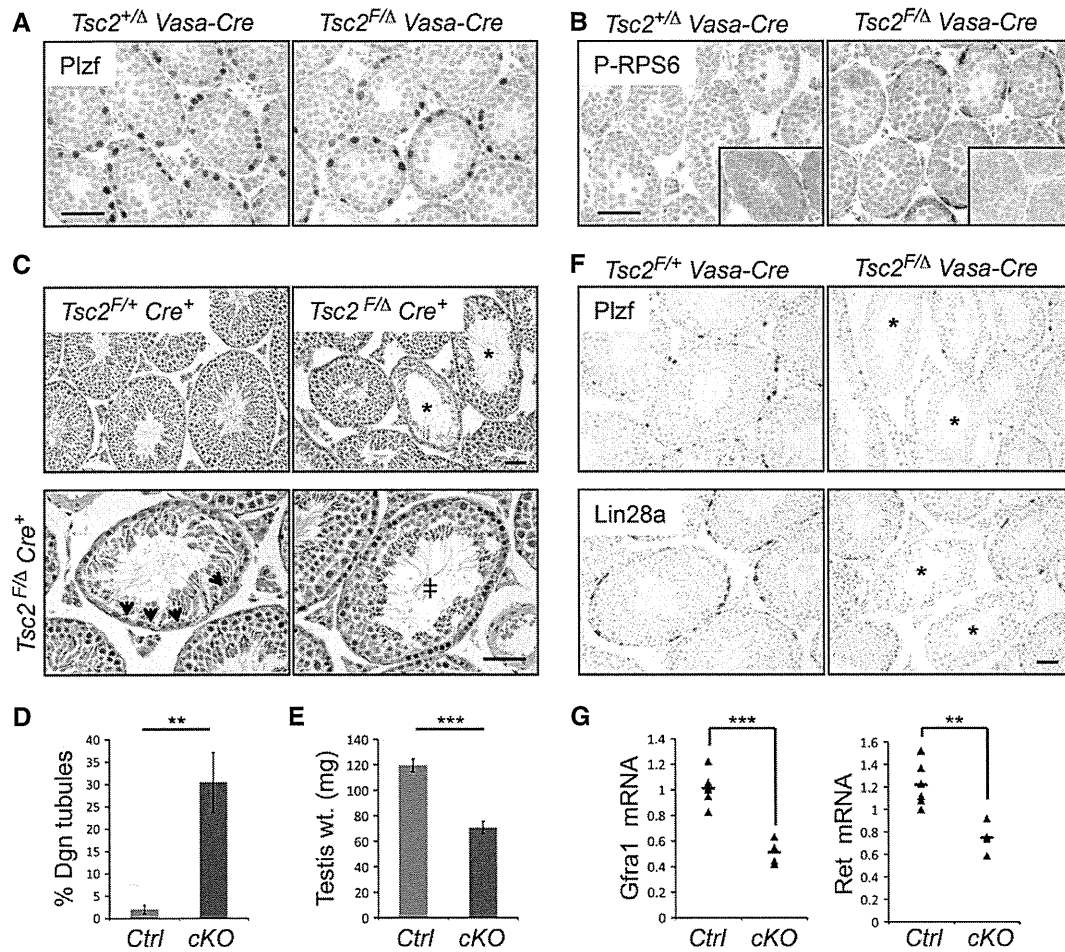 A
Tsc2+/Δ Vasa-Cre
Tsc2F/Δ Vasa-Cre
Plzf
B
Tsc2+/Δ Vasa-Cre
Tsc2F/Δ Vasa-Cre
P-RPS6
C
Tsc2F/+ Cre+
Tsc2 F/Δ Cre+
*
*
Tsc2 F/Δ Cre+
ǂ
F
Tsc2F/+ Vasa-Cre
Tsc2F/Δ Vasa-Cre
Plzf
*
*
Lin28a
*
*
D
**
% Dgn tubules
40
35
30
25
20
15
10
5
0
Ctrl
cKO
E
***
Testis wt. (mg)
140
120
100
80
60
40
20
0
Ctrl
cKO
G
***
Gfra1 mRNA
1.4
1.2
1
0.8
0.6
0.4
0.2
0
Ctrl
cKO
**
Ret mRNA
1.6
1.4
1.2
1
0.8
0.6
0.4
0.2
0
Ctrl
cKO